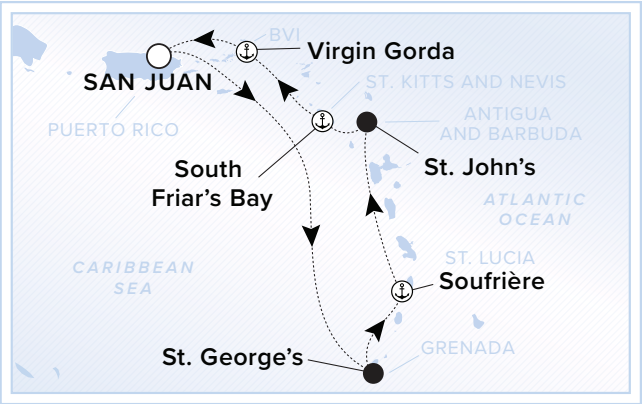 BVI
Virgin Gorda
SAN JUAN
ST. KITTS AND NEVIS
PUERTO RICO
ANTIGUA
AND BARBUDA
South
Friar's Bay
St. John's
ATLANTIC
OCEAN
CARIBBEAN
SEA
ST. LUCIA
Soufrière
St. George's
GRENADA